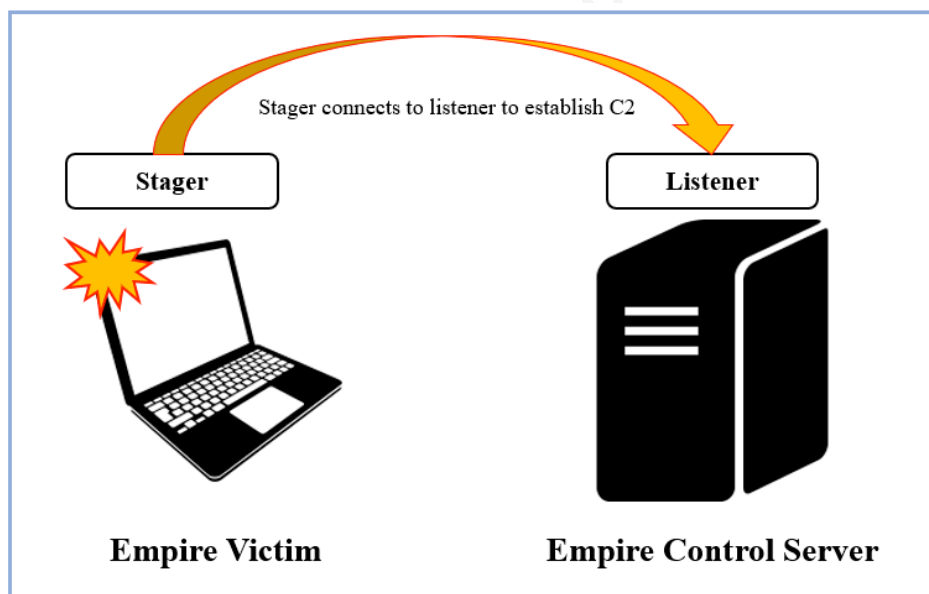 Stager connects to listener to establish C2
Stager
Listener
Empire Victim
Empire Control Server